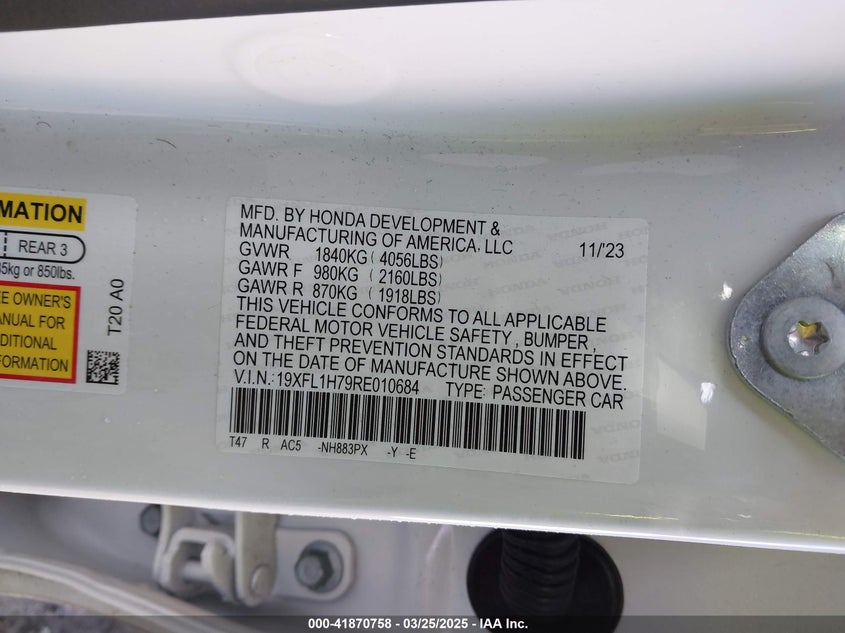 MATION
REAR 3
5kg or 850lbs.
E OWNER'S
ANUAL FOR
DITIONAL
FORMATION
T20 A0
MFD. BY HONDA DEVELOPMENT &
MANUFACTURING OF AMERICA. LLC 11/'23
GVWR 1840KG ( 4056LBS)
GAWR F 980KG ( 2160LBS)
GAWR R 870KG ( 1918LBS)
THIS VEHICLE CONFORMS TO ALL APPLICABLE
FEDERAL MOTOR VEHICLE SAFETY , BUMPER,
AND THEFT PREVENTION STANDARDS IN EFFECT
ON THE DATE OF MANUFACTURE SHOWN ABOVE.
V.I.N.: 19XFL1H79RE010684 TYPE: PASSENGER CAR
T47 R AC5 -NH883PX -Y -E
000-41870758 - 03/25/2025 - IAA Inc.